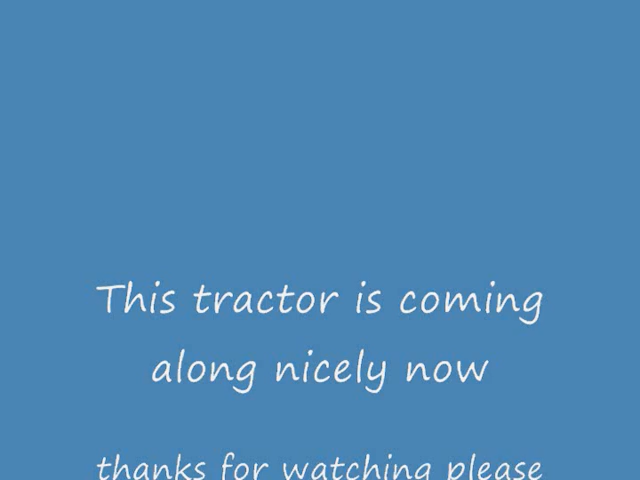 This tractor is coming
along nicely now
thanks for watching please